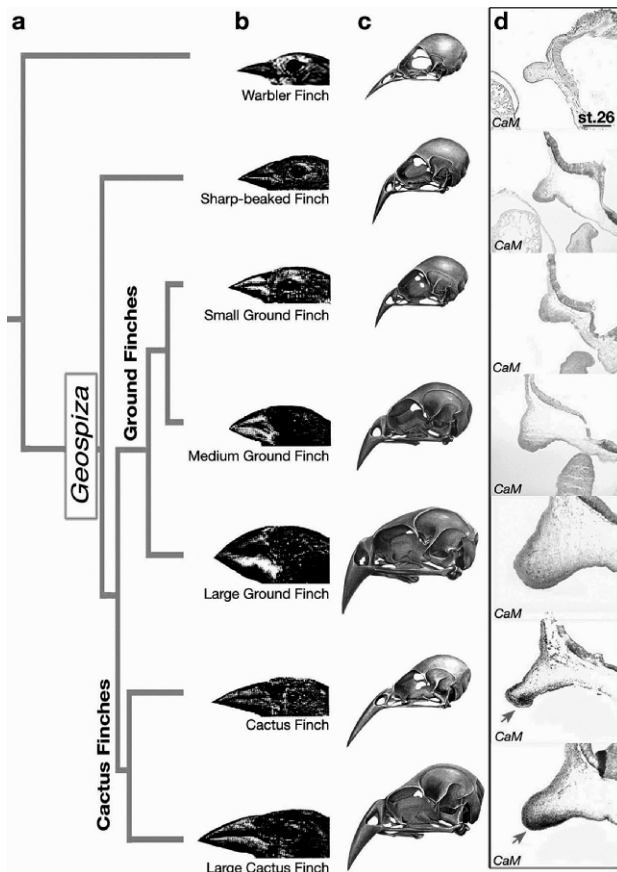 a
b
c
d
Warbler Finch
st.26
CaM
Sharp-beaked Finch
CaM
Small Ground Finch
CaM
Ground Finches
Geospiza
Medium Ground Finch
CaM
Large Ground Finch
CaM
Cactus Finches
Cactus Finch
CaM
Large Cactus Finch
CaM